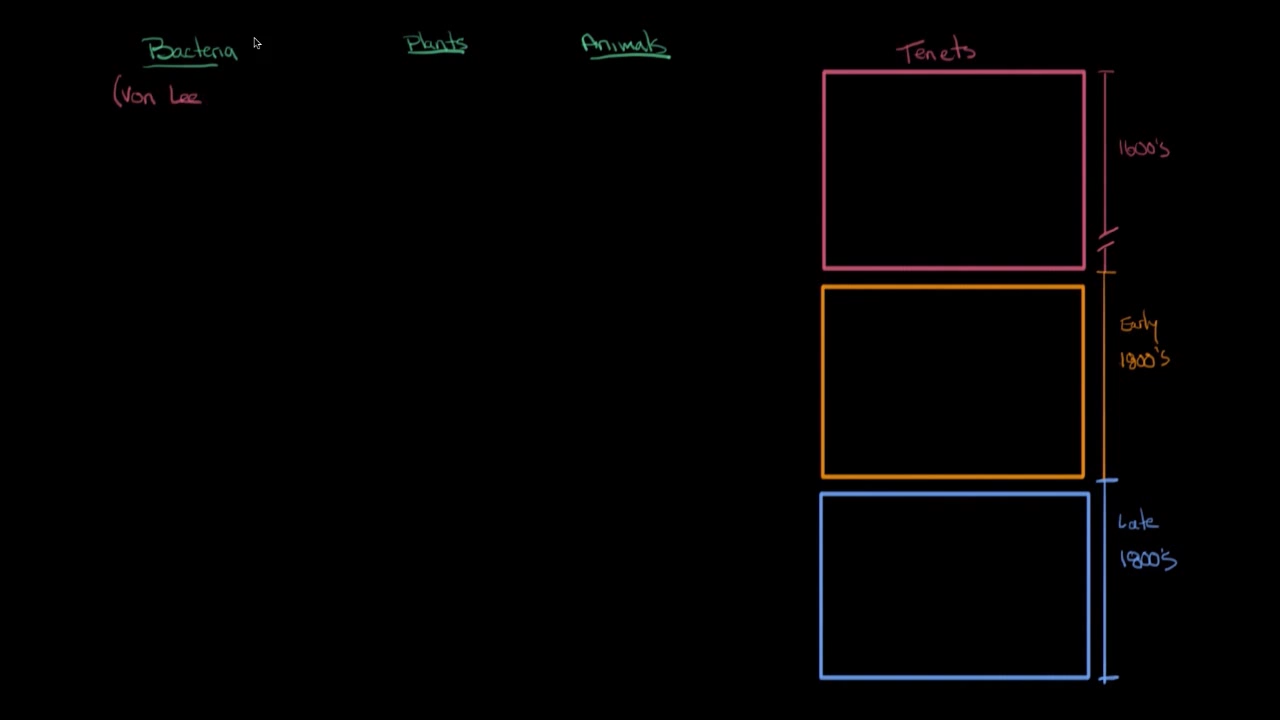 Bacteria
Plants
Animals
Tenets
(Von Lee
1600's
Early
1800's
Late
1800's